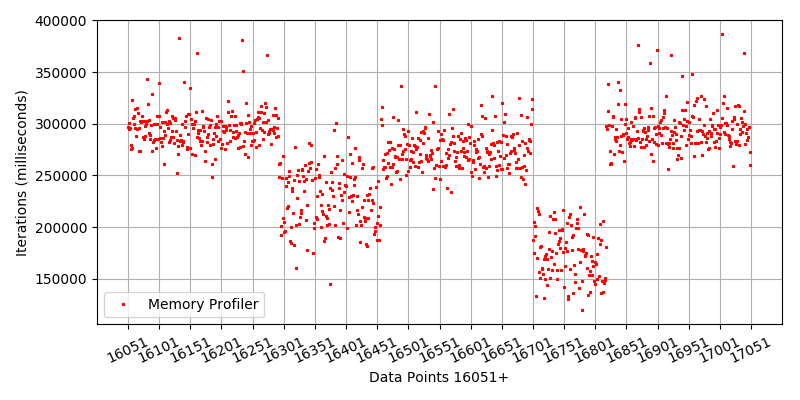 400000
350000
300000
250000
200000
150000
Iterations (milliseconds)
Memory Profiler
16051 16101 16151 16201 16251 16301 16351 16401 16451 16501 16551 16601 16651 16701 16751 16801 16851 16901 16951 17001 17051
Data Points 16051+